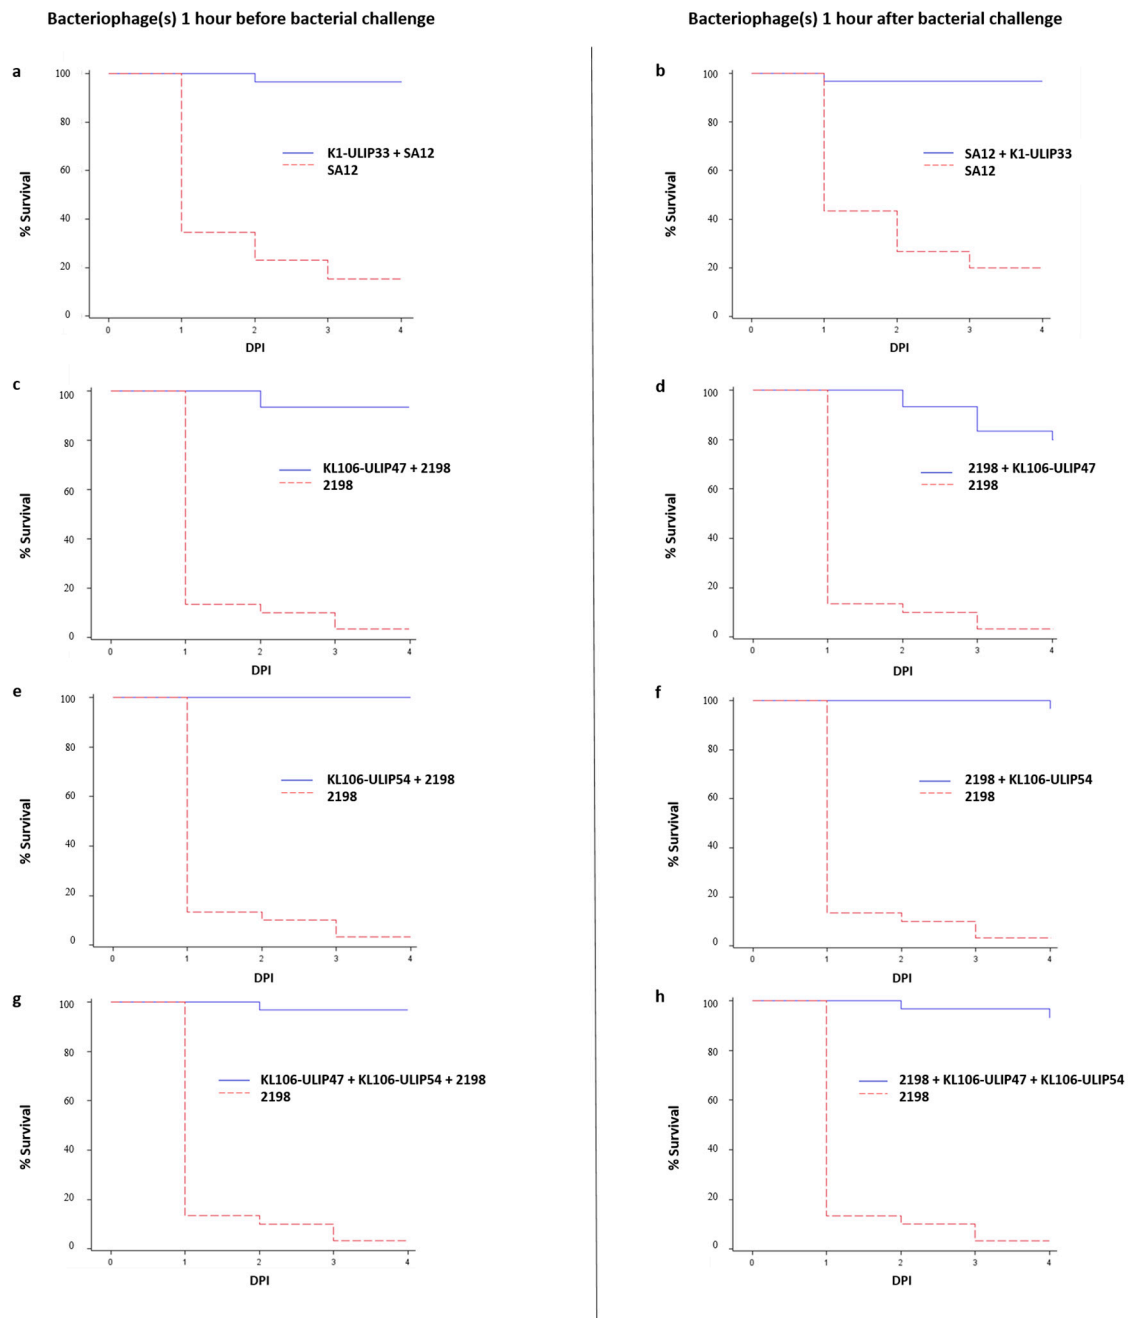 Bacteriophage(s) 1 hour before bacterial challenge
Bacteriophage(s) 1 hour after bacterial challenge
a
100
80
60
40
20
0
% Survival
K1-ULIP33 + SA12
SA12
0 1 2 3 4
DPI
b
100
80
60
40
20
0
% Survival
SA12 + K1-ULIP33
SA12
0 1 2 3 4
DPI
c
100
80
60
40
20
0
% Survival
KL106-ULIP47 + 2198
2198
0 1 2 3 4
DPI
d
100
80
60
40
20
0
% Survival
2198 + KL106-ULIP47
2198
0 1 2 3 4
DPI
e
100
80
60
40
20
0
% Survival
KL106-ULIP54 + 2198
2198
0 1 2 3 4
DPI
f
100
80
60
40
20
0
% Survival
2198 + KL106-ULIP54
2198
0 1 2 3 4
DPI
g
100
80
60
40
20
0
% Survival
KL106-ULIP47 + KL106-ULIP54 + 2198
2198
0 1 2 3 4
DPI
h
100
80
60
40
20
0
% Survival
2198 + KL106-ULIP47 + KL106-ULIP54
2198
0 1 2 3 4
DPI